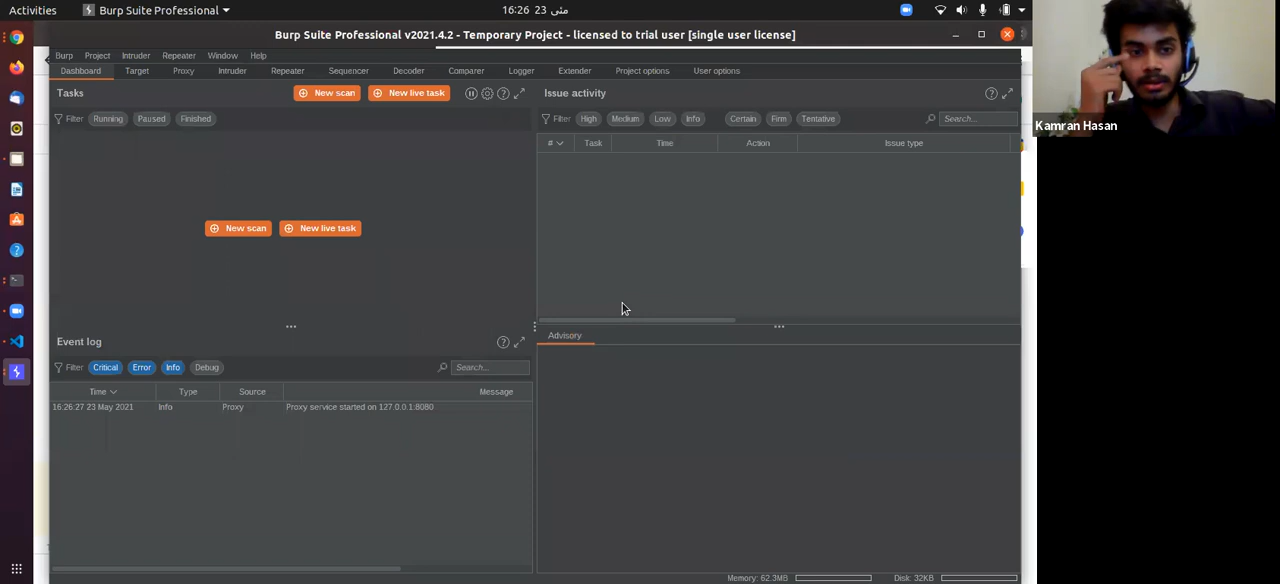 Activities Burp Suite Professional 16:26 23 مئی
Burp Suite Professional v2021.4.2 - Temporary Project - licensed to trial user [single user license]
Burp Project Intruder Repeater Window Help
Dashboard Target Proxy Intruder Repeater Sequencer Decoder Comparer Logger Extender Project options User options
Tasks New scan New live task
Filter Running Paused Finished
New scan New live task
Issue activity
Filter High Medium Low Info Certain Firm Tentative Search...
# Task Time Action Issue type
Advisory
Event log
Filter Critical Error Info Debug Search...
Time Type Source Message
16:26:27 23 May 2021 Info Proxy Proxy service started on 127.0.0.1:8080
Memory: 62.3MB Disk: 32KB
Kamran Hasan